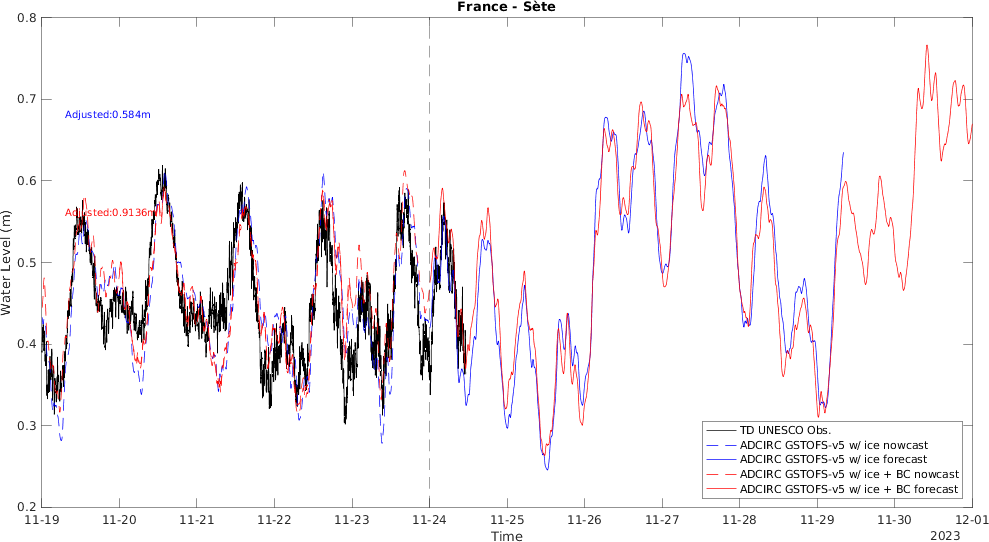 France - Sète
0.8
0.7
0.6
0.5
0.4
0.3
0.2
Water Level (m)
Adjusted:0.584m
Adjusted:0.9136m
TD UNESCO Obs.
ADCIRC GSTOFS-v5 w/ ice nowcast
ADCIRC GSTOFS-v5 w/ ice forecast
ADCIRC GSTOFS-v5 w/ ice + BC nowcast
ADCIRC GSTOFS-v5 w/ ice + BC forecast
11-19 11-20 11-21 11-22 11-23 11-24 11-25 11-26 11-27 11-28 11-29 11-30 12-01
Time
2023